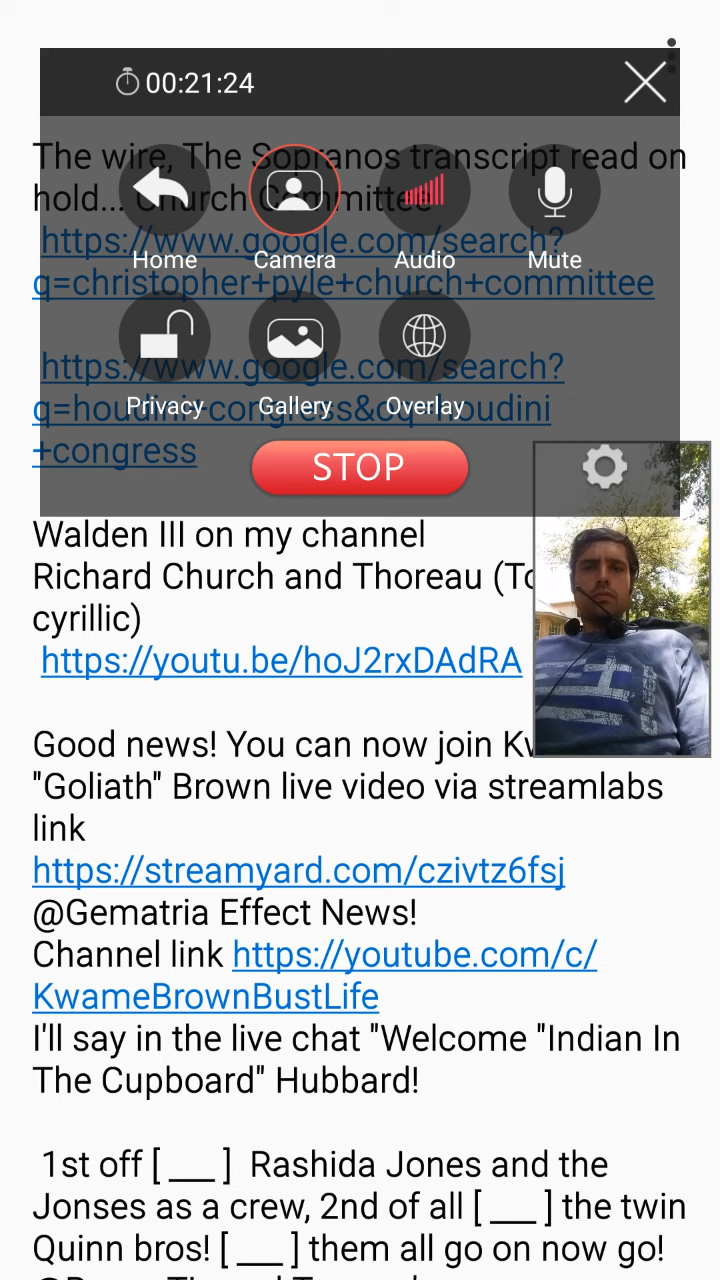 00:21:24
The wire, The Sopranos transcript read on
hold... Church Committee
https://www.google.com/search?
q=christopher+pyle+church+committee
Home Camera Audio Mute
https://www.google.com/search?
q=houdini+congress&oq=houdini
+congress
Privacy Gallery Overlay
STOP
Walden III on my channel
Richard Church and Thoreau (To
cyrillic)
https://youtu.be/hoJ2rxDAdRA
Good news! You can now join Kw
"Goliath" Brown live video via streamlabs
link
https://streamyard.com/czivtz6fsj
@Gematria Effect News!
Channel link https://youtube.com/c/
KwameBrownBustLife
I'll say in the live chat "Welcome "Indian In
The Cupboard" Hubbard!
1st off [ ___ ]  Rashida Jones and the
Jonses as a crew, 2nd of all [ ___ ] the twin
Quinn bros! [ ___ ] them all go on now go!